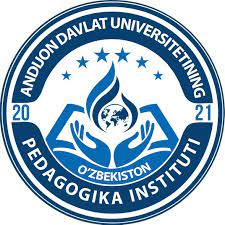 ANDIJON DAVLAT UNIVERSITETINING
20 21
O'ZBEKISTON
PEDAGOGIKA INSTITUTI